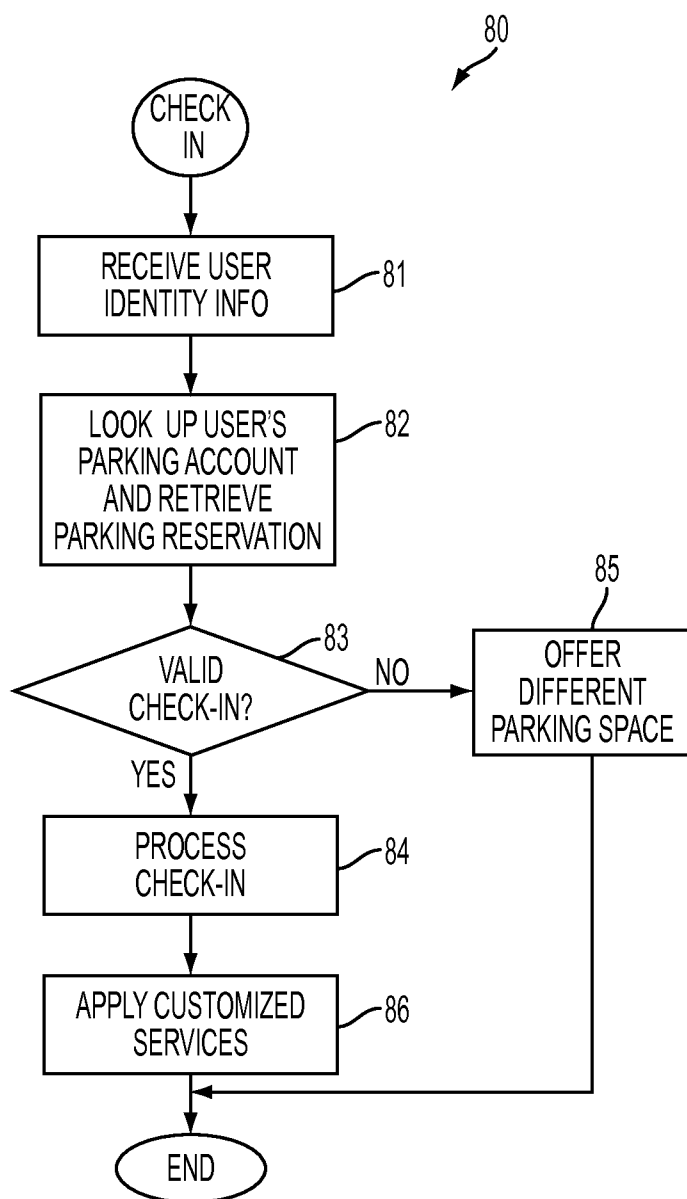 80
CHECK
IN
RECEIVE USER
IDENTITY INFO
81
LOOK UP USER'S
PARKING ACCOUNT
AND RETRIEVE
PARKING RESERVATION
82
VALID
CHECK-IN?
83
NO
85
OFFER
DIFFERENT
PARKING SPACE
YES
PROCESS
CHECK-IN
84
APPLY CUSTOMIZED
SERVICES
86
END